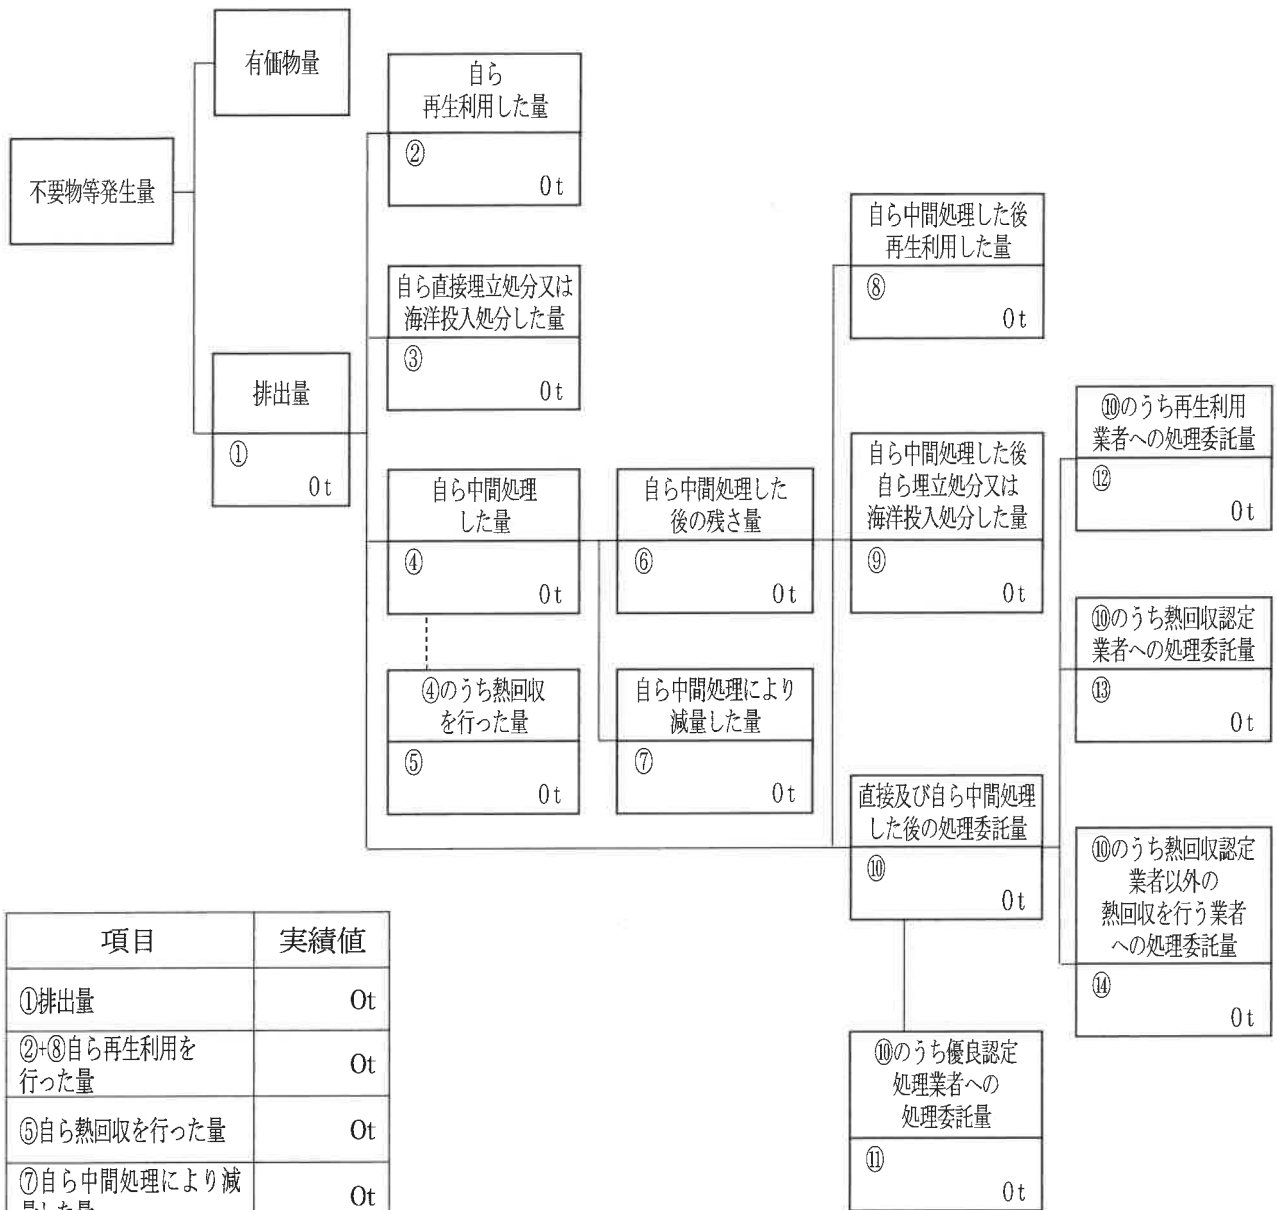 有価物量
不要物等発生量
排出量
①
0t
自ら
再生利用した量
②
0t
自ら直接埋立処分又は
海洋投入処分した量
③
0t
自ら中間処理
した量
④
0t
④のうち熱回収
を行った量
⑤
0t
自ら中間処理した
後の残さ量
⑥
0t
自ら中間処理により
減量した量
⑦
0t
自ら中間処理した後
再生利用した量
⑧
0t
自ら中間処理した後
自ら埋立処分又は
海洋投入処分した量
⑨
0t
直接及び自ら中間処理
した後の処理委託量
⑩
0t
⑩のうち優良認定
処理業者への
処理委託量
⑪
0t
⑩のうち再生利用
業者への処理委託量
⑫
0t
⑩のうち熱回収認定
業者への処理委託量
⑬
0t
⑩のうち熱回収認定
業者以外の
熱回収を行う業者
への処理委託量
⑭
0t
項目 実績値
①排出量 0t
②+⑧自ら再生利用を
行った量 0t
⑤自ら熱回収を行った量 0t
⑦自ら中間処理により減
量した量 0t